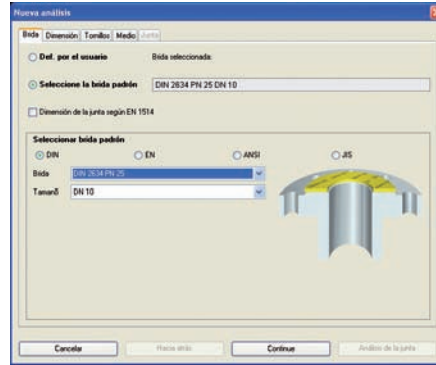 Nueva análisis
Brida Dimensión Tornillos Medio Junta
Def. por el usuario Brida seleccionada:
Seleccione la brida padrón DIN 2634 PN 25 DN 10
Dimensión de la junta según EN 1514
Seleccionar brida padrón
DIN EN ANSI JIS
Brida DIN 2634 PN 25
Tamanõ DN 10
Cancelar Hacia atrás Continue Análisis de la junta